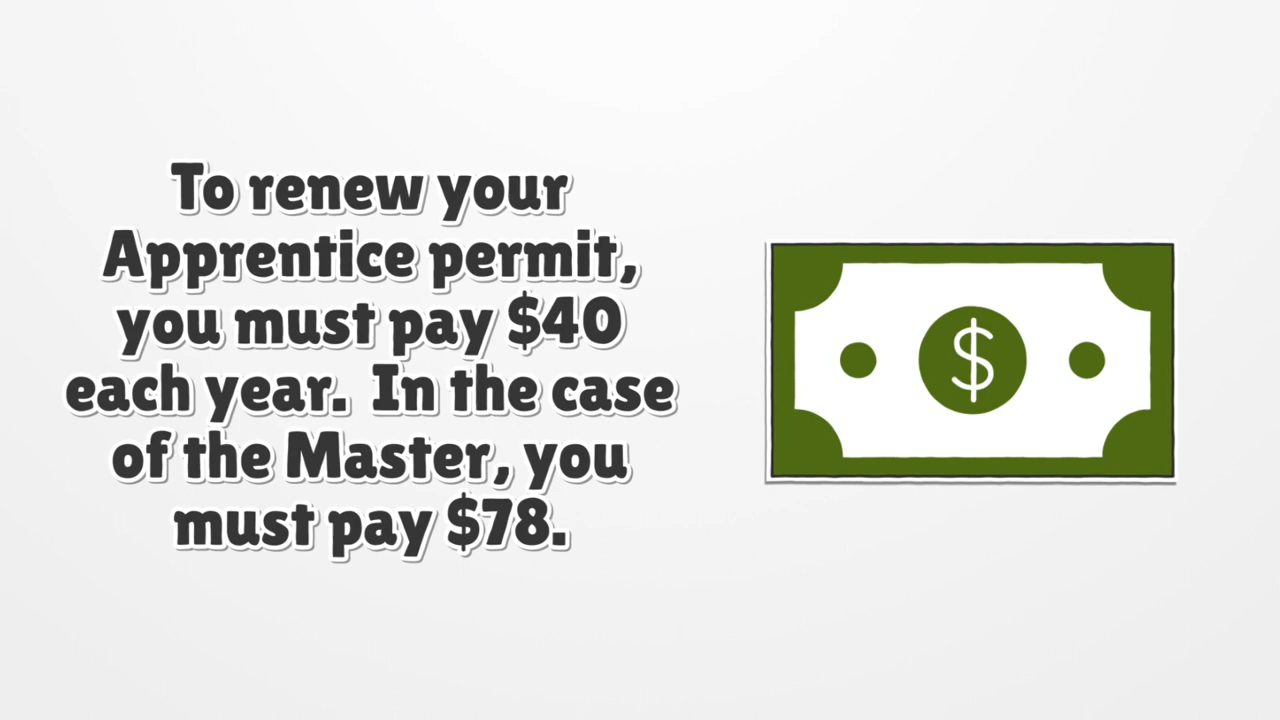 To renew your
Apprentice permit,
you must pay $40
each year.  In the case
of the Master, you
must pay $78.
$